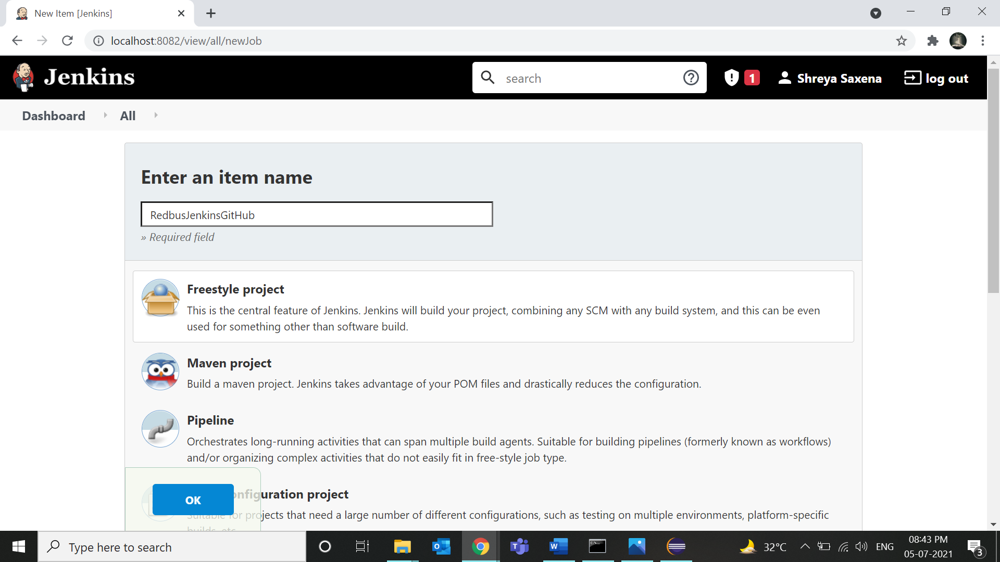 New Item [Jenkins]
localhost:8082/view/all/newJob
Jenkins
search
1
Shreya Saxena
log out
Dashboard
All
Enter an item name
RedbusJenkinsGitHub
» Required field
Freestyle project
This is the central feature of Jenkins. Jenkins will build your project, combining any SCM with any build system, and this can be even
used for something other than software build.
Maven project
Build a maven project. Jenkins takes advantage of your POM files and drastically reduces the configuration.
Pipeline
Orchestrates long-running activities that can span multiple build agents. Suitable for building pipelines (formerly known as workflows)
and/or organizing complex activities that do not easily fit in free-style job type.
onfiguration project
OK
Suitable for projects that need a large number of different configurations, such as testing on multiple environments, platform-specific
builds, etc.
Type here to search
32°C
ENG
08:43 PM
05-07-2021
3